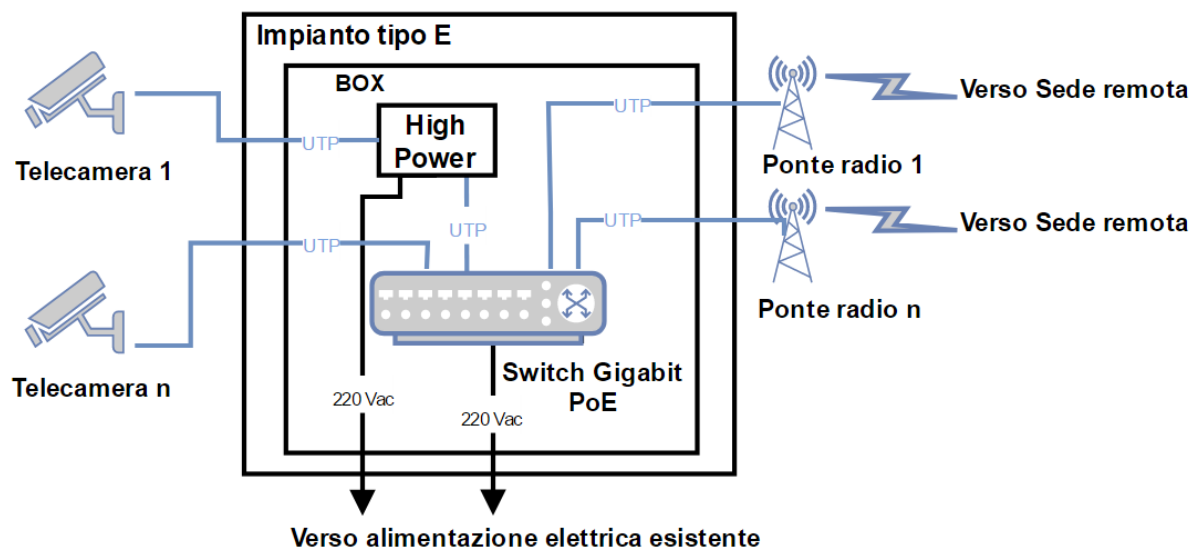 Impianto tipo E
BOX
High
Power
UTP
UTP
UTP
UTP
UTP
Telecamera 1
Telecamera n
Ponte radio 1
Ponte radio n
Verso Sede remota
Verso Sede remota
Switch Gigabit
PoE
220 Vac
220 Vac
Verso alimentazione elettrica esistente